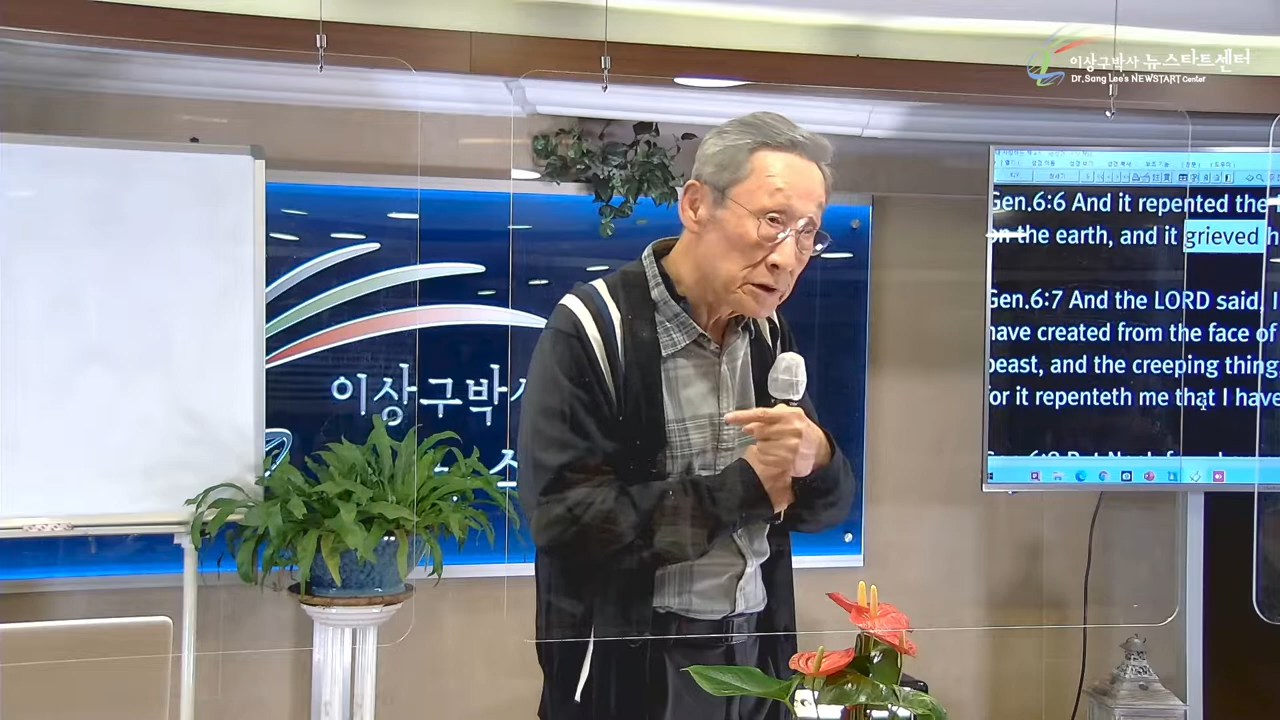 이상구박사 뉴스타트센터
Dr. Sang Lee's NEWSTART Center
Gen.6:6 And it repented the
on the earth, and it grieved h
Gen.6:7 And the LORD said, I
have created from the face of
beast, and the creeping thing
for it repenteth me that I have
이상구박